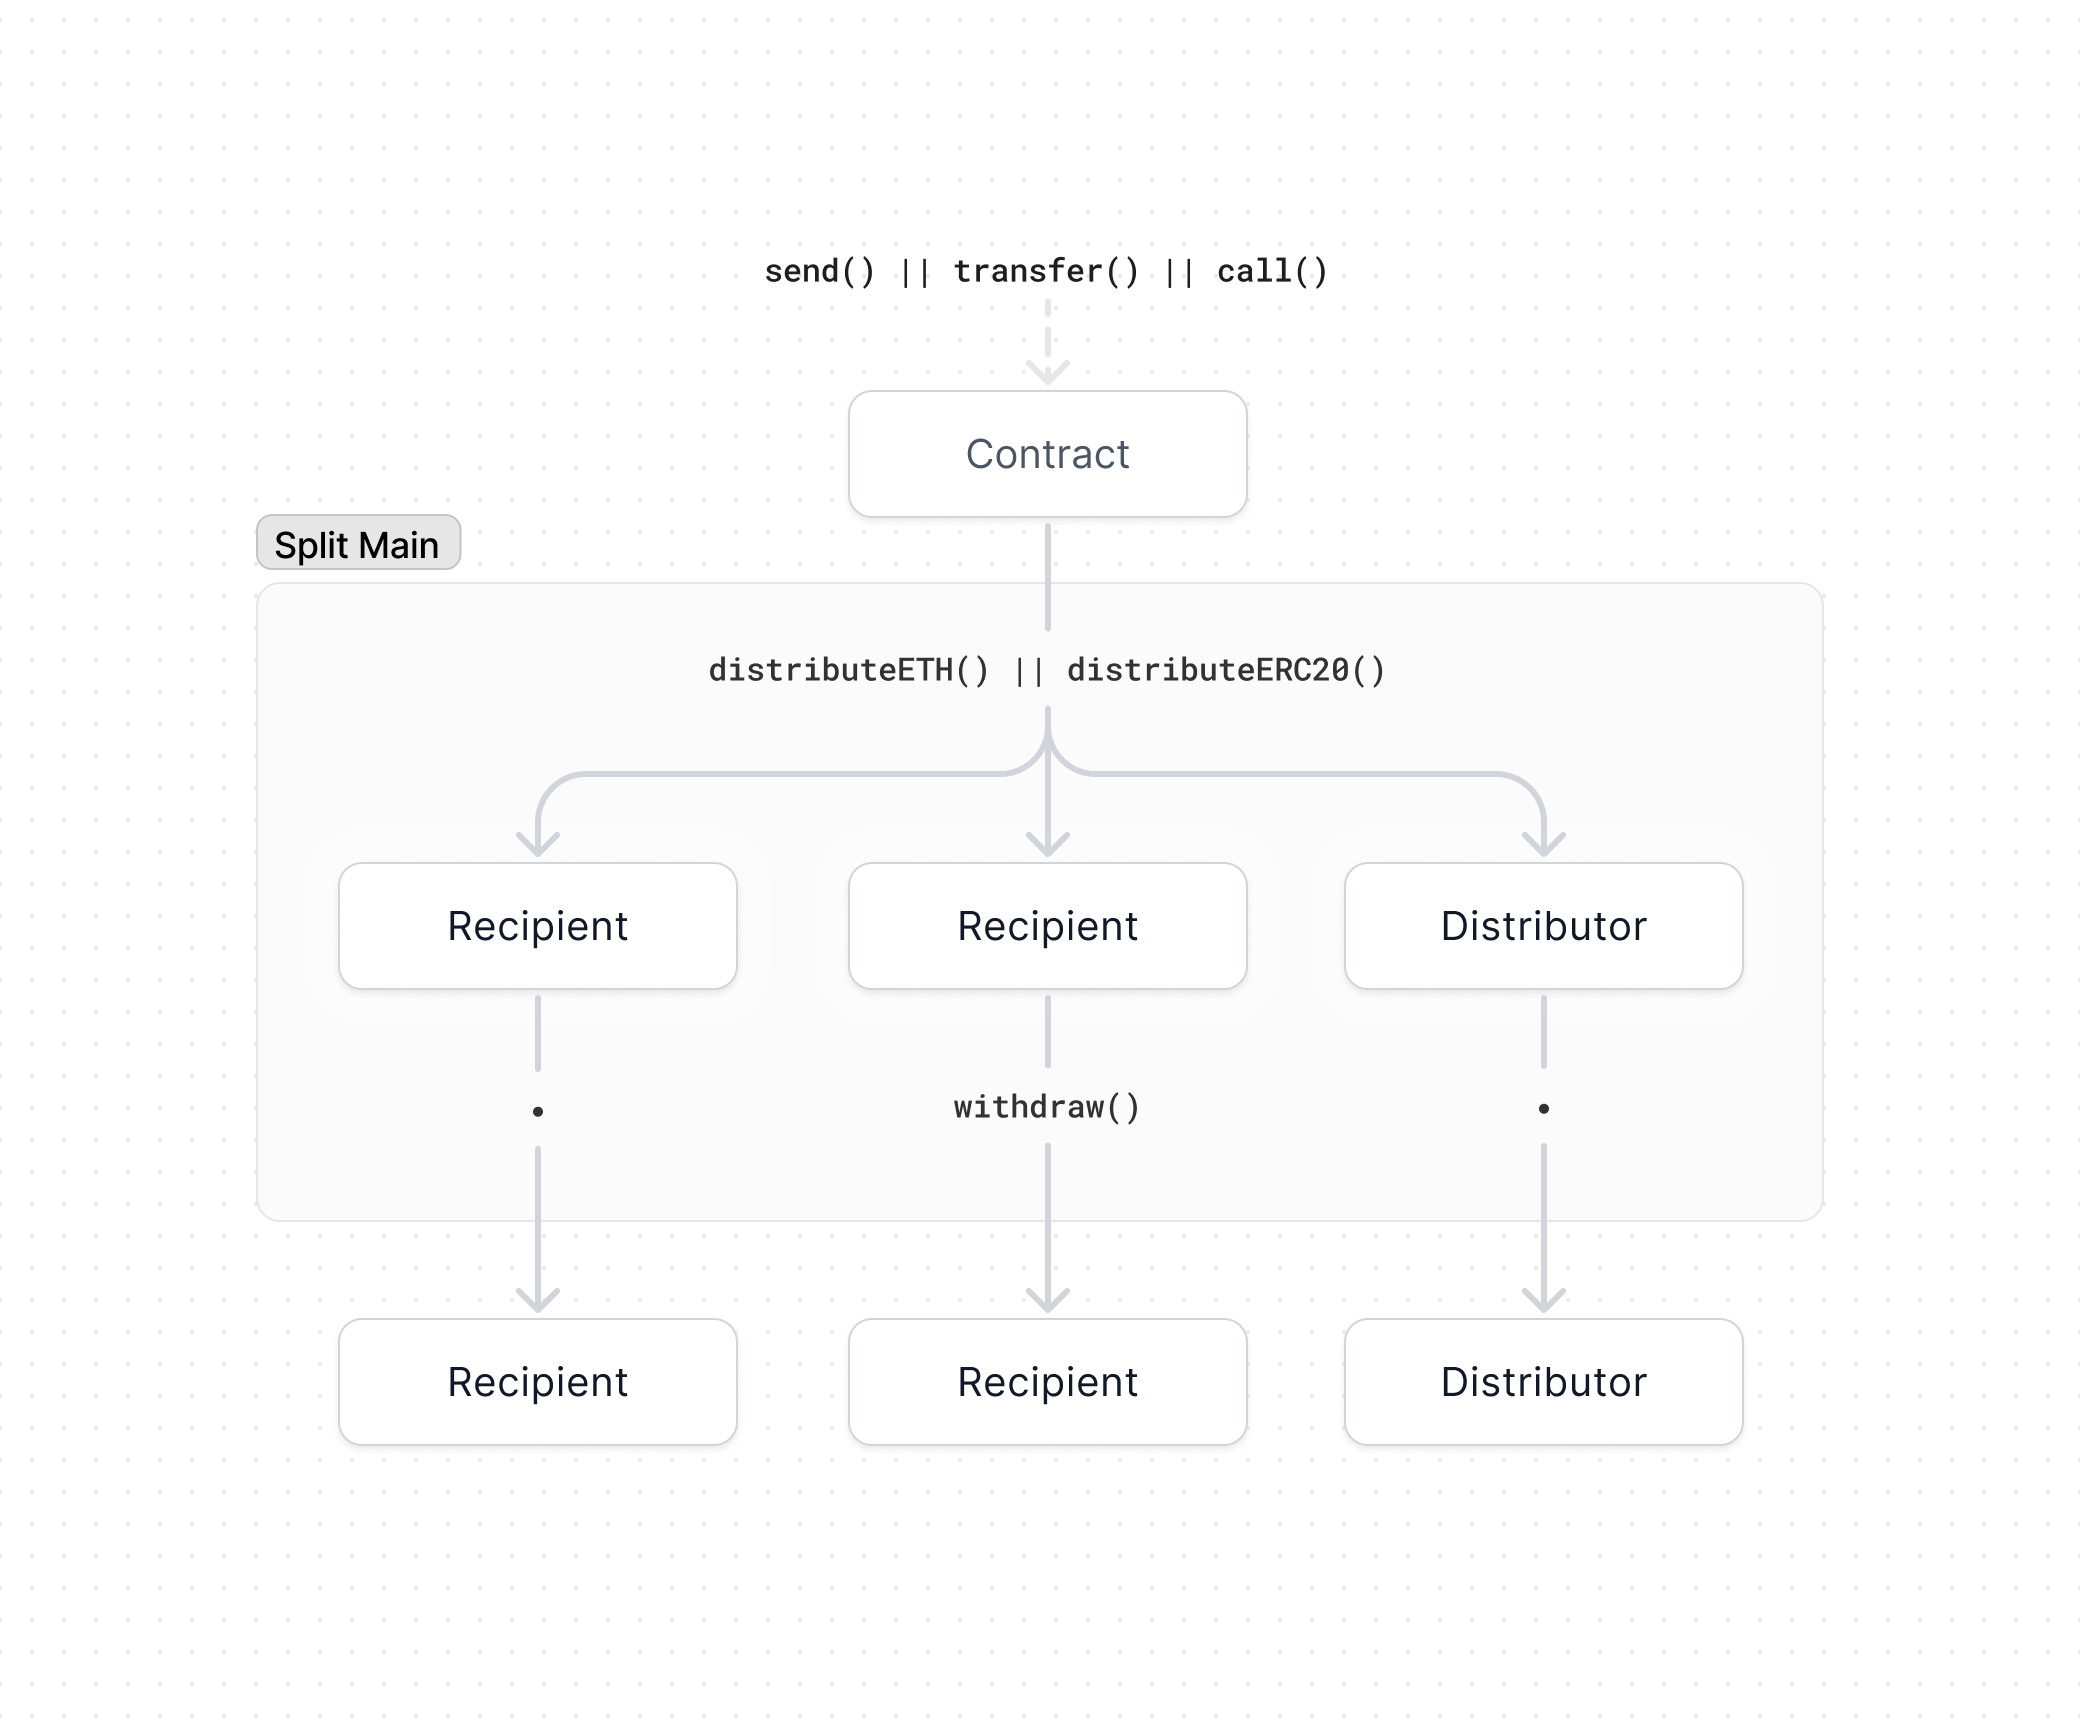 send() || transfer() || call()
Contract
Split Main
distributeETH() || distributeERC20()
Recipient
Recipient
Distributor
withdraw()
Recipient
Recipient
Distributor